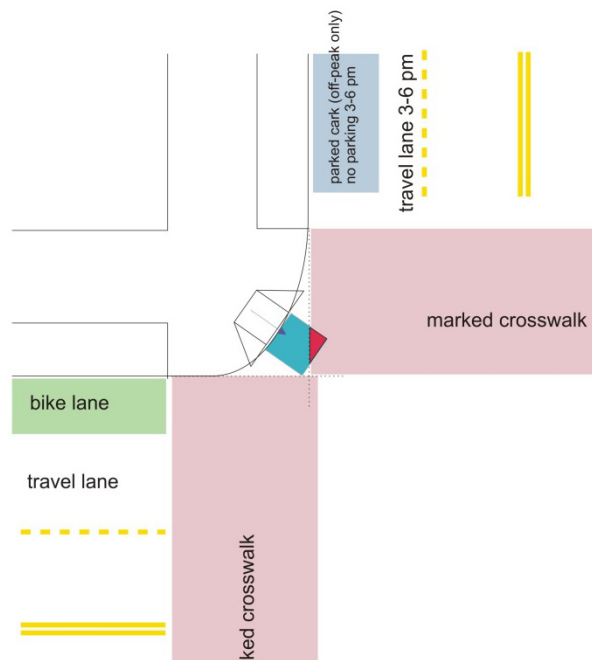 parked cark (off-peak only)
no parking 3-6 pm
travel lane 3-6 pm
marked crosswalk
bike lane
travel lane
ked crosswalk